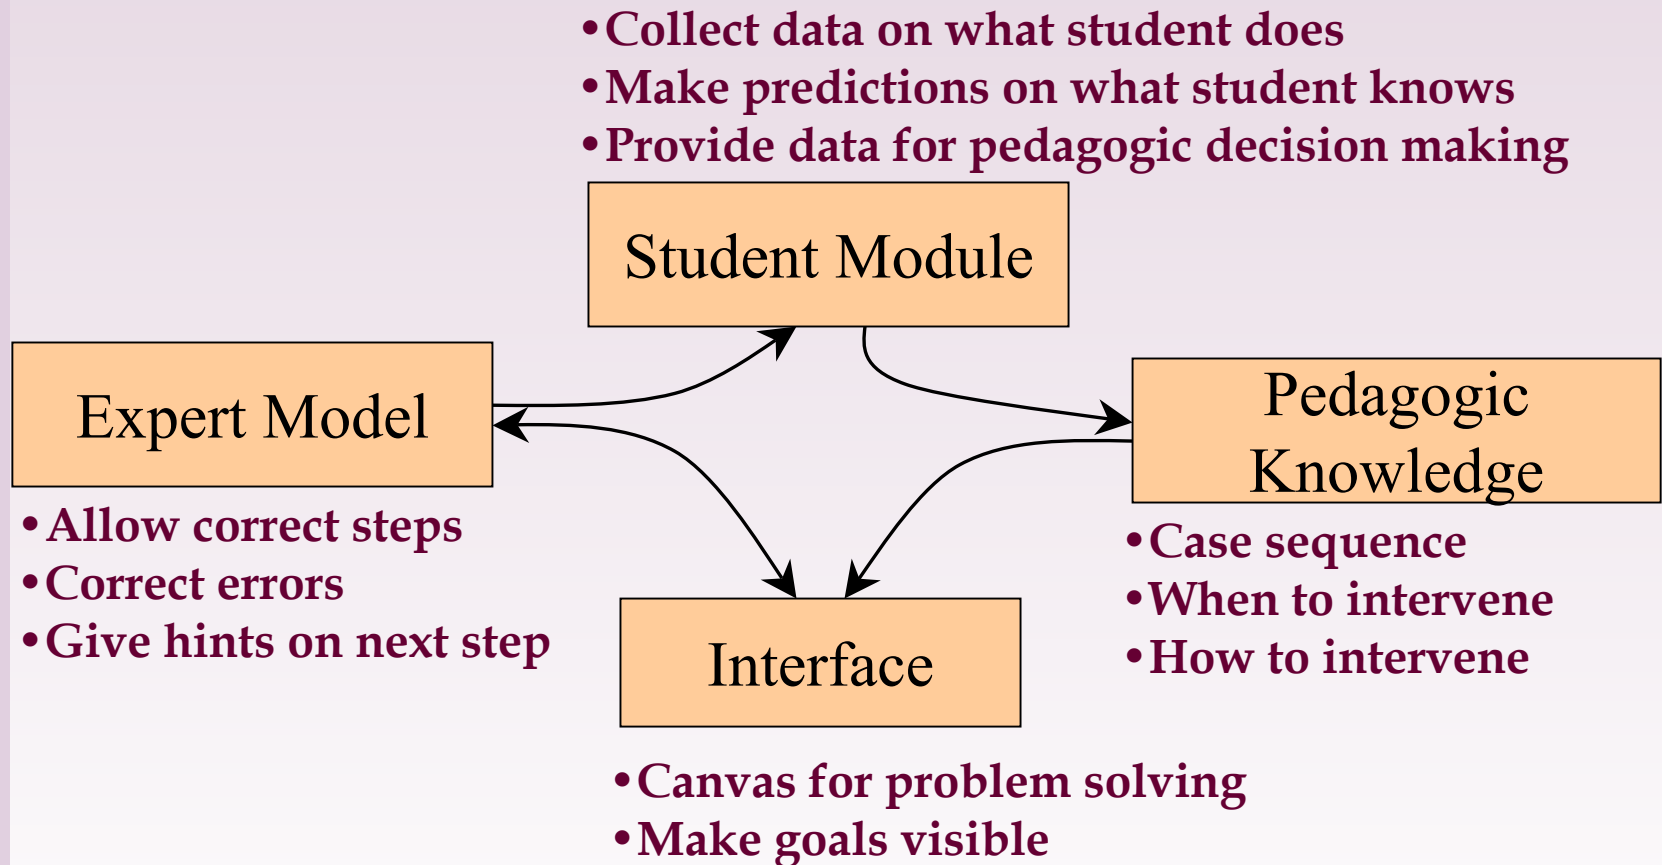 •Collect data on what student does
•Make predictions on what student knows
•Provide data for pedagogic decision making
Student Module
Expert Model
•Allow correct steps
•Correct errors
•Give hints on next step
Pedagogic
Knowledge
•Case sequence
•When to intervene
•How to intervene
Interface
•Canvas for problem solving
•Make goals visible